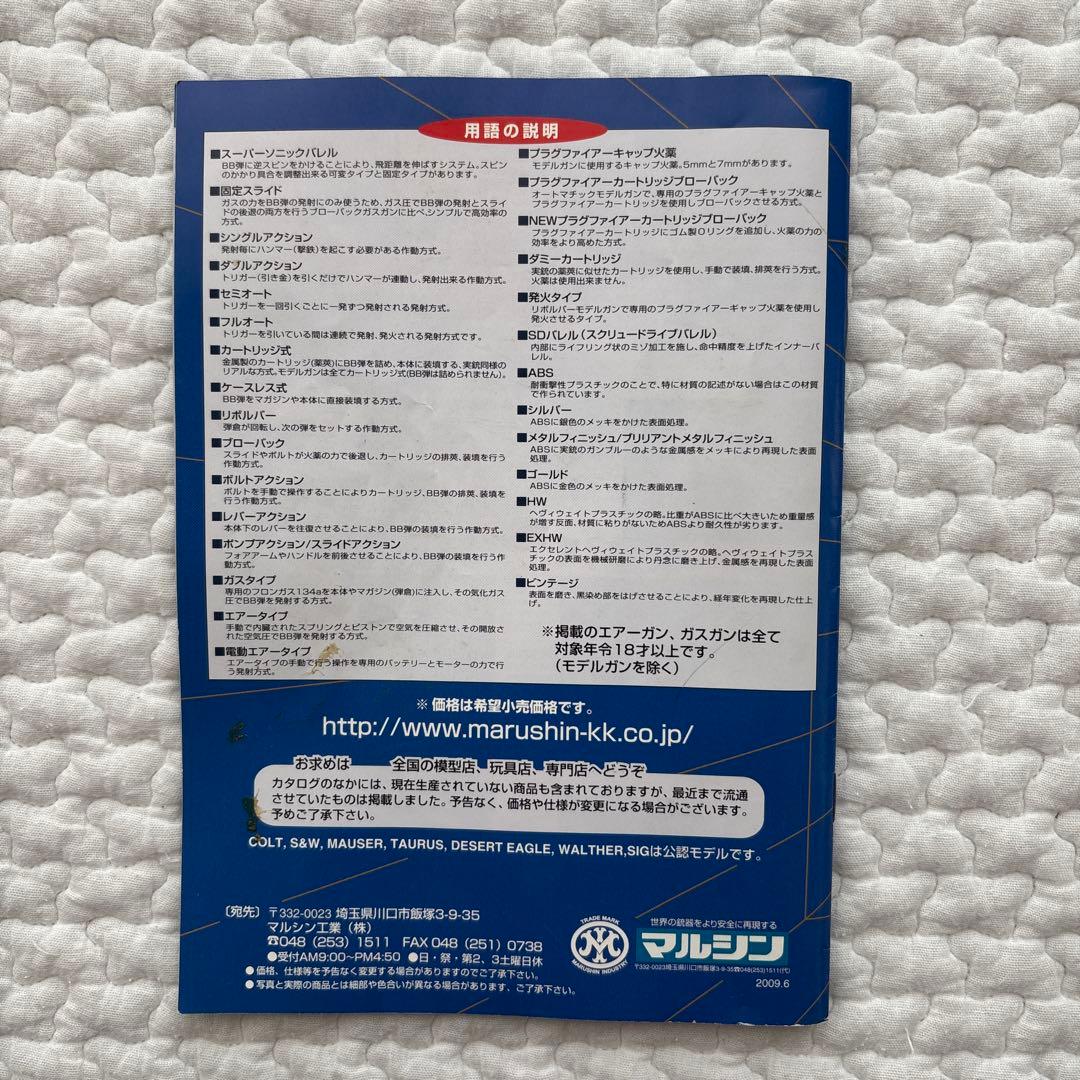 用語の説明
■スーパーソニックバレル
BB弾に逆スピンをかけることにより、飛距離を伸ばすシステム。スピン
のかかり具合を調整出来る可変タイプと固定タイプがあります。
■固定スライド
ガスの力をBB弾の発射にのみ使うため、ガス圧でBB弾の発射とスライ
ドの後退の両方を行うブローバックガスガンに比べ、シンプルで高効率の
方式。
■シングルアクション
発射毎にハンマー(撃鉄)を起こす必要がある作動方式。
■ダブルアクション
トリガー(引き金)を引くだけでハンマーが連動し、発射出来る作動方式。
■セミオート
トリガーを一回引くごとに一発ずつ発射される発射方式。
■フルオート
トリガーを引いている間は連続で発射、発火される発射方式です。
■カートリッジ式
金属製のカートリッジ(薬莢)にBB弾を詰め、本体に装填する、実銃同様の
リアルな方式。モデルガンは全てカートリッジ式(BB弾は詰められません)。
■ケースレス式
BB弾をマガジンや本体に直接装填する方式。
■リボルバー
弾倉が回転し、次の弾をセットする作動方式。
■ブローバック
スライドやボルトが火薬の力で後退し、カートリッジの排莢、装填を行う
作動方式。
■ボルトアクション
ボルトを手動で操作することによりカートリッジ、BB弾の排莢、装填を
行う作動方式。
■レバーアクション
本体下のレバーを往復させることにより、BB弾の装填を行う作動方式。
■ポンプアクション/スライドアクション
フォアアームやハンドルを前後させることにより、BB弾の装填を行う作
動方式。
■ガスタイプ
専用のフロンガス134aを本体やマガジン(弾倉)に注入し、その気化ガス
圧でBB弾を発射する方式。
■エアータイプ
手動で内臓されたスプリングとピストンで空気を圧縮させ、その開放さ
れた空気圧でBB弾を発射する方式。
■電動エアータイプ
エアータイプの手動で行う操作を専用のバッテリーとモーターの力で行
う発射方式。
■プラグファイアーキャップ火薬
モデルガンに使用するキャップ火薬。5mmと7mmがあります。
■プラグファイアーカートリッジブローバック
オートマチックモデルガンで、専用のプラグファイアーキャップ火薬と
プラグファイアーカートリッジを使用しブローバックさせる方式。
■NEWプラグファイアーカートリッジブローバック
プラグファイアーカートリッジにゴム製Oリングを追加し、火薬の力の
効率をより高めた方式。
■ダミーカートリッジ
実銃の薬莢に似せたカートリッジを使用し、手動で装填、排莢を行う方式。
火薬は使用出来ません。
■発火タイプ
リボルバーモデルガンで専用のプラグファイアーキャップ火薬を使用し
発火させるタイプ。
■SDバレル(スクリュードライブバレル)
内部にライフリング状のミゾ加工を施し、命中精度を上げたインナーバ
レル。
■ABS
耐衝撃性プラスチックのことで、特に材質の記述がない場合はこの材質
で作られています。
■シルバー
ABSに銀色のメッキをかけた表面処理。
■メタルフィニッシュ/ブリリアントメタルフィニッシュ
ABSに実銃のガンブルーのような金属感をメッキにより再現した表面
処理。
■ゴールド
ABSに金色のメッキをかけた表面処理。
■HW
ヘヴィウェイトプラスチックの略。比重がABSに比べ大きいため重量感
が増す反面、材質に粘りがないためABSより耐久性が劣ります。
■EXHW
エクセレントヘヴィウェイトプラスチックの略。ヘヴィウェイトプラス
チックの表面を機械研磨により丹念に磨き上げ、金属感を再現した表面
処理。
■ビンテージ
表面を磨き、黒染め部をはげさせることにより、経年変化を再現した仕上
げ。
※掲載のエアーガン、ガスガンは全て
対象年令18才以上です。
(モデルガンを除く)
※ 価格は希望小売価格です。
http://www.marushin-kk.co.jp/
お求めは 全国の模型店、玩具店、専門店へどうぞ
カタログのなかには、現在生産されていない商品も含まれておりますが、最近まで流通
させていたものは掲載しました。予告なく、価格や仕様が変更になる場合がございます。
予めご了承下さい。
COLT, S&W, MAUSER, TAURUS, DESERT EAGLE, WALTHER,SIGは公認モデルです。
〔宛先〕〒332-0023 埼玉県川口市飯塚3-9-35
マルシン工業(株)
☎048(253)1511 FAX 048(251)0738
●受付AM9:00~PM4:50 ●日・祭・第2、3土曜日休
●価格、仕様等を予告なく変更する場合がありますのでご了承下さい。
●写真と実際の商品とは細部や色合いが異なる場合があります、ご了承下さい。
TRADE MARK
M
MARUSHIN INDUSTRY
世界の銃器をより安全に再現する
マルシン
〒332-0023埼玉県川口市飯塚3-9-35☎048(253)1511(代)
2009.6